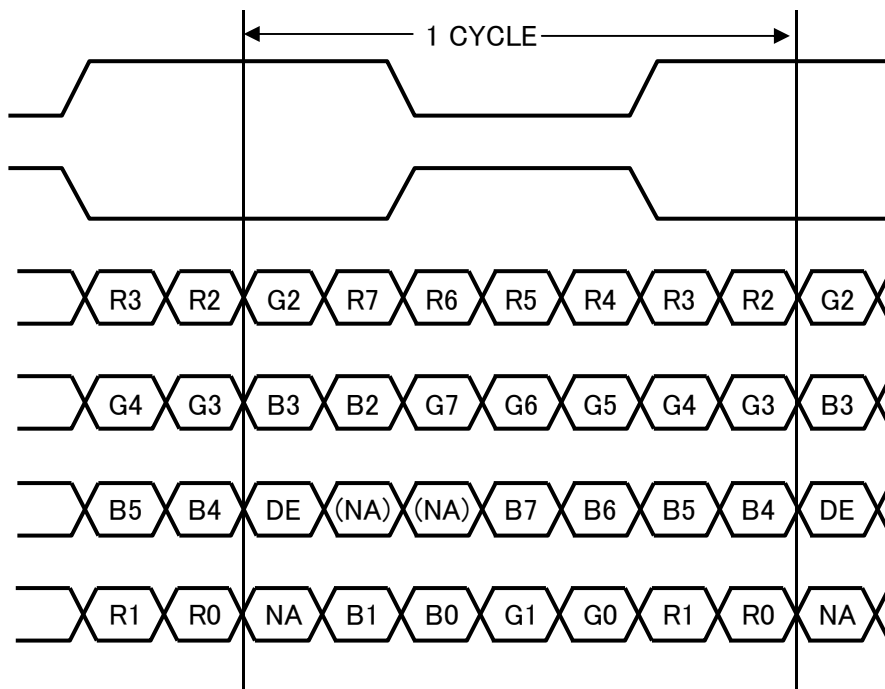 1 CYCLE
R3 R2 G2 R7 R6 R5 R4 R3 R2 G2
G4 G3 B3 B2 G7 G6 G5 G4 G3 B3
B5 B4 DE (NA) (NA) B7 B6 B5 B4 DE
R1 R0 NA B1 B0 G1 G0 R1 R0 NA